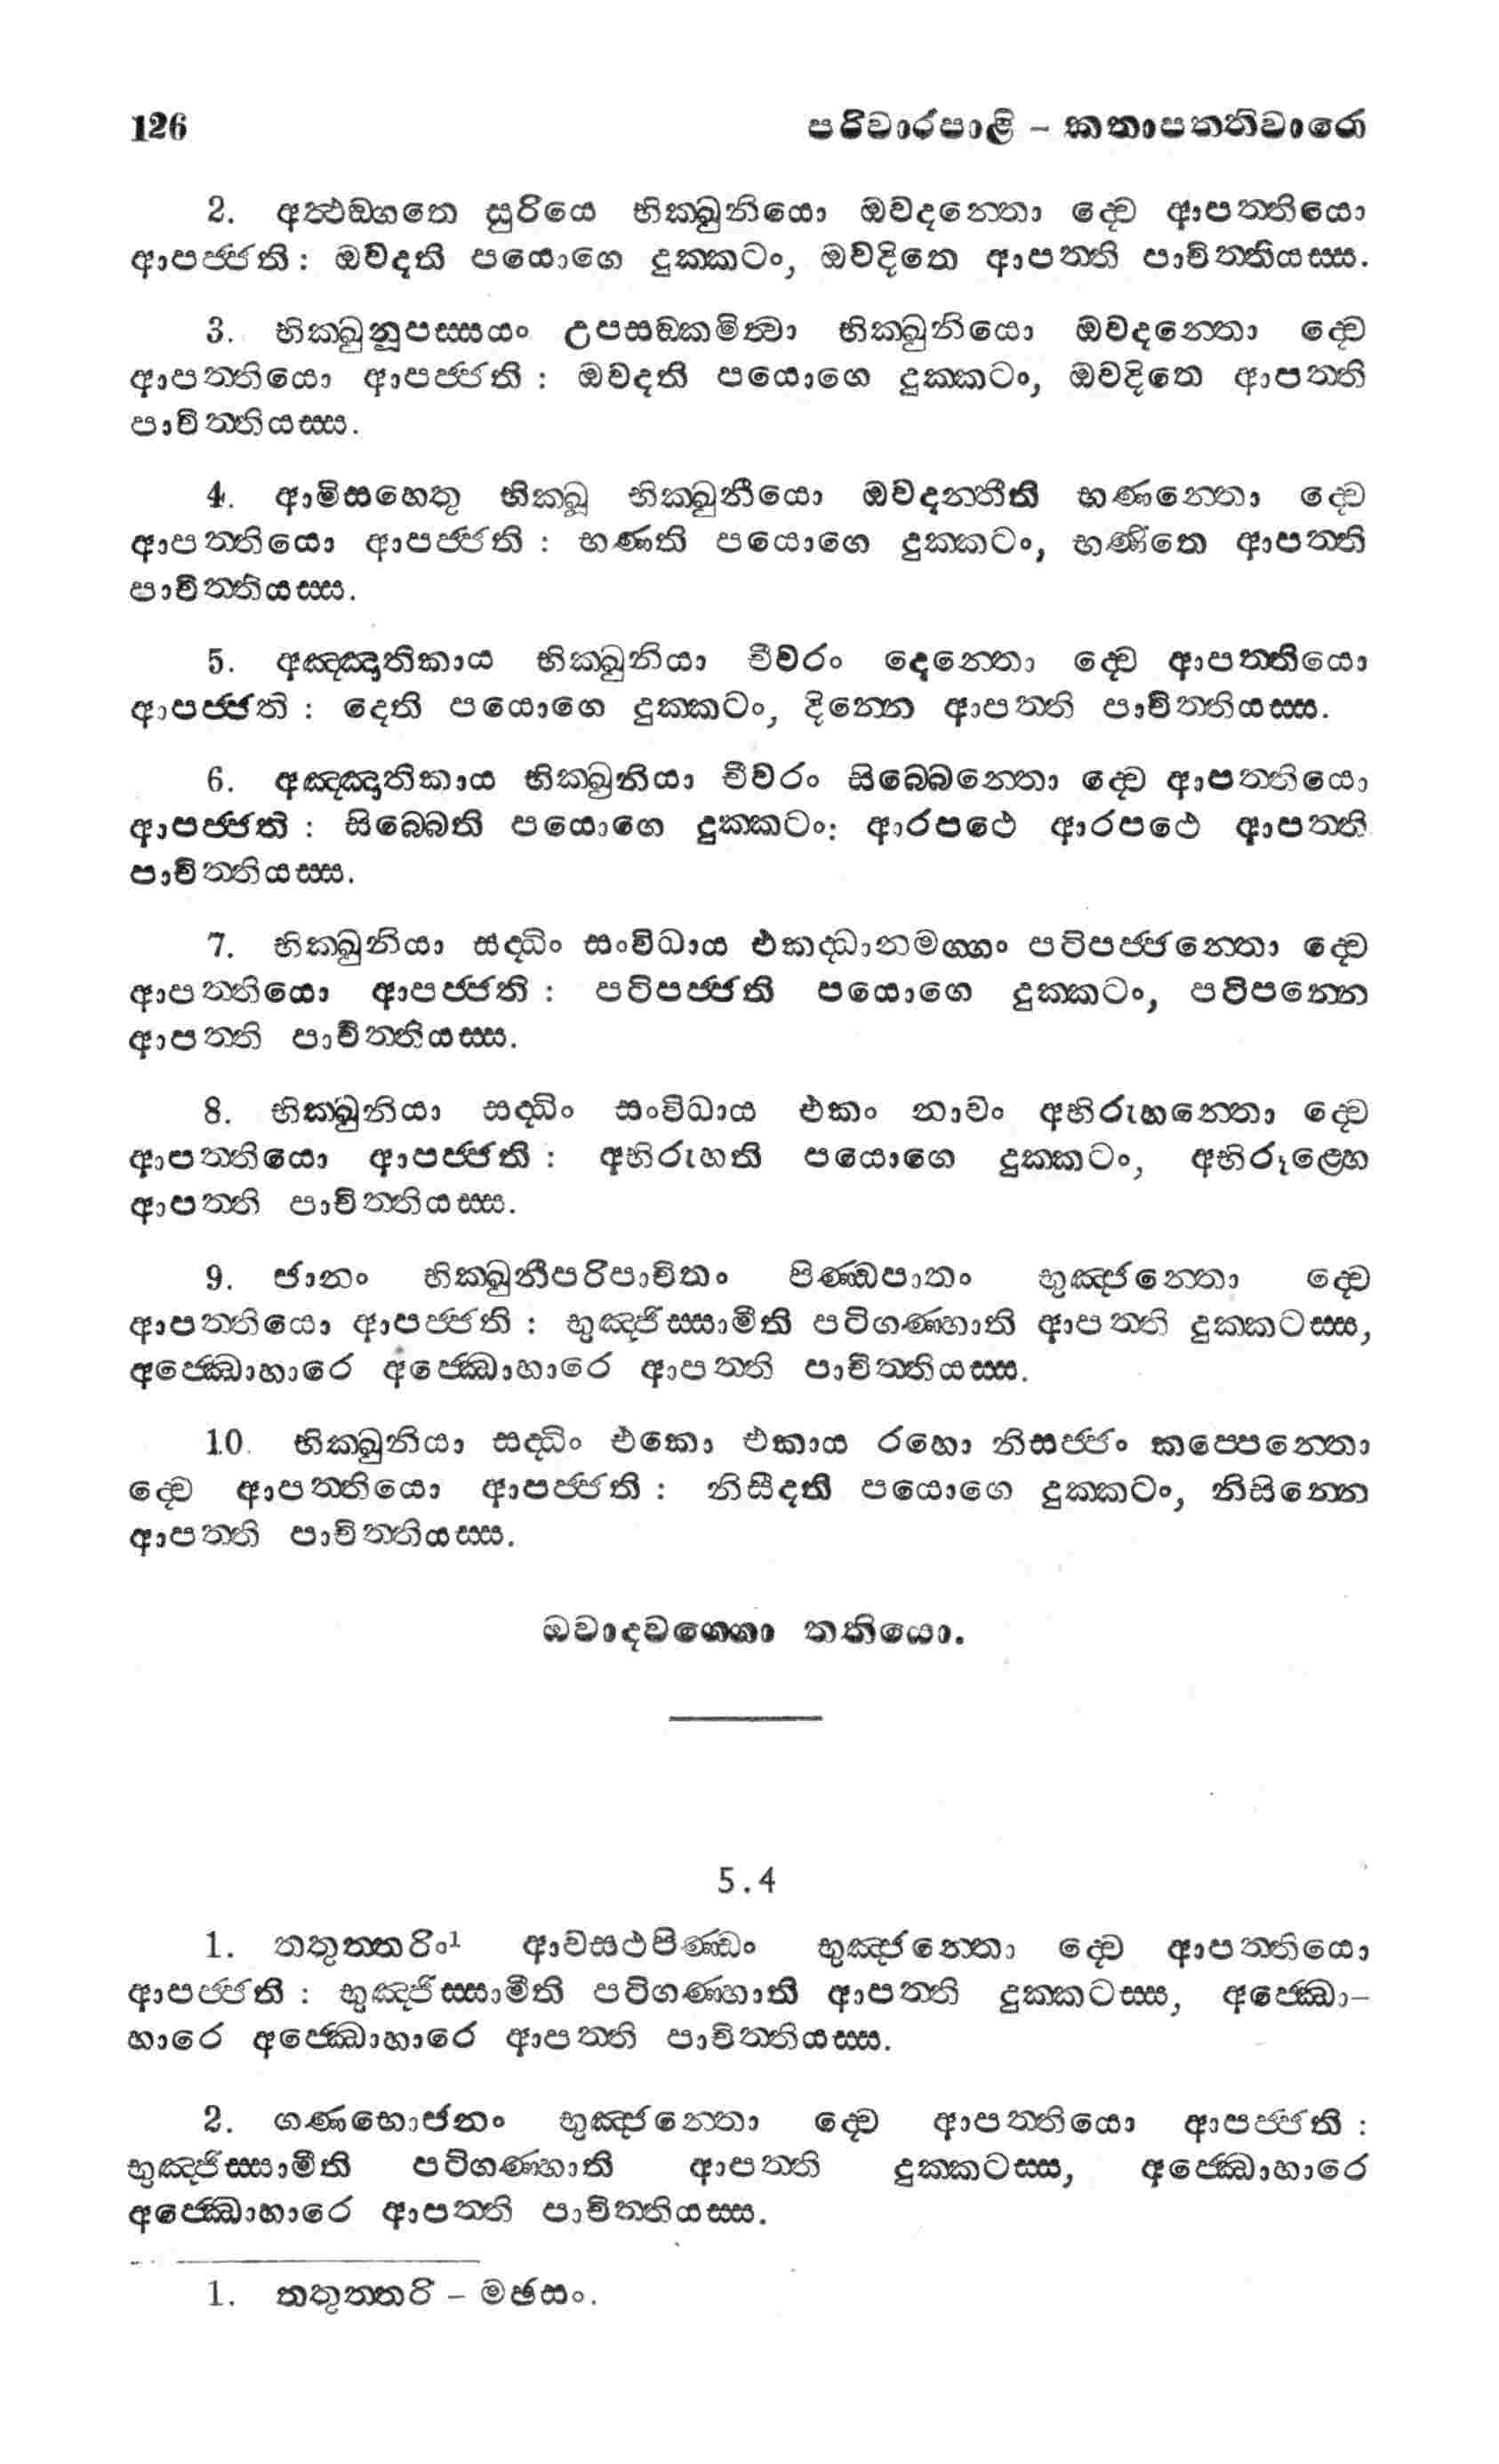 126 පරිවාරපාළි - කතාපත්තිවාරො
2. අත්ථඞ්ගතෙ සුරියෙ භික්ඛුනියො ඔවදන්තො ද්වෙ ආපත්තියො
ආපජ්ජති : ඔවදති පයොගෙ දුක්කටං, ඔවදිතෙ ආපත්ති පාචිත්තියස්ස.
3. භික්ඛුනූපස්සයං උපසඞ්කමිත්වා භික්ඛුනියො ඔවදන්තො ද්වෙ
ආපත්තියො ආපජ්ජති : ඔවදති පයොගෙ දුක්කටං, ඔවදිතෙ ආපත්ති
පාචිත්තියස්ස.
4. ආමිසහෙතු භික්ඛූ භික්ඛුනීයො ඔවදන්තීති භණන්තො ද්වෙ
ආපත්තියො ආපජ්ජති : භණති පයොගෙ දුක්කටං, භණිතෙ ආපත්ති
පාචිත්තියස්ස.
5. අඤ්ඤාතිකාය භික්ඛුනියා චීවරං දෙන්තො ද්වෙ ආපත්තියො
ආපජ්ජති : දෙති පයොගෙ දුක්කටං, දින්නෙ ආපත්ති පාචිත්තියස්ස.
6. අඤ්ඤාතිකාය භික්ඛුනියා චීවරං සිබ්බෙන්තො ද්වෙ ආපත්තියො
ආපජ්ජති : සිබ්බෙති පයොගෙ දුක්කටං: ආරපථෙ ආරපථෙ ආපත්ති
පාචිත්තියස්ස.
7. භික්ඛුනියා සද්ධිං සංවිධාය එකද්ධානමග්ගං පටිපජ්ජන්තො ද්වෙ
ආපත්තියො ආපජ්ජති : පටිපජ්ජති පයොගෙ දුක්කටං, පටිපන්නෙ
ආපත්ති පාචිත්තියස්ස.
8. භික්ඛුනියා සද්ධිං සංවිධාය එකං නාවං අභිරුහන්තො ද්වෙ
ආපත්තියො ආපජ්ජති : අභිරුහති පයොගෙ දුක්කටං, අභිරූළ්හෙ
ආපත්ති පාචිත්තියස්ස.
9. ජානං භික්ඛුනීපරිපාචිතං පිණ්ඩපාතං භුඤ්ජන්තො ද්වෙ
ආපත්තියො ආපජ්ජති : භුඤ්ජිස්සාමීති පටිගණ්හාති ආපත්ති දුක්කටස්ස,
අජ්ඣොහාරෙ අජ්ඣොහාරෙ ආපත්ති පාචිත්තියස්ස.
10. භික්ඛුනියා සද්ධිං එකො එකාය රහො නිසජ්ජං කප්පෙන්තො
ද්වෙ ආපත්තියො ආපජ්ජති : නිසීදති පයොගෙ දුක්කටං, නිසින්නෙ
ආපත්ති පාචිත්තියස්ස.
ඔවාදවග්ගො තතියො.
5.4
1. තතුත්තරිං¹ ආවසථපිණ්ඩං භුඤ්ජන්තො ද්වෙ ආපත්තියො
ආපජ්ජති : භුඤ්ජිස්සාමීති පටිගණ්හාති ආපත්ති දුක්කටස්ස, අජ්ඣො-
හාරෙ අජ්ඣොහාරෙ ආපත්ති පාචිත්තියස්ස.
2. ගණභොජනං භුඤ්ජන්තො ද්වෙ ආපත්තියො ආපජ්ජති :
භුඤ්ජිස්සාමීති පටිගණ්හාති ආපත්ති දුක්කටස්ස, අජ්ඣොහාරෙ
අජ්ඣොහාරෙ ආපත්ති පාචිත්තියස්ස.
1. තතුත්තරි - මඡසං.